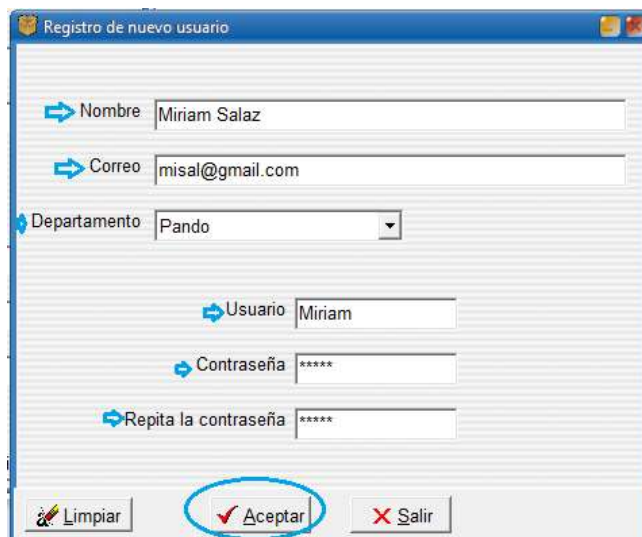 Registro de nuevo usuario
Nombre Miriam Salaz
Correo misal@gmail.com
Departamento Pando
Usuario Miriam
Contraseña *****
Repita la contraseña *****
Limpiar Aceptar Salir